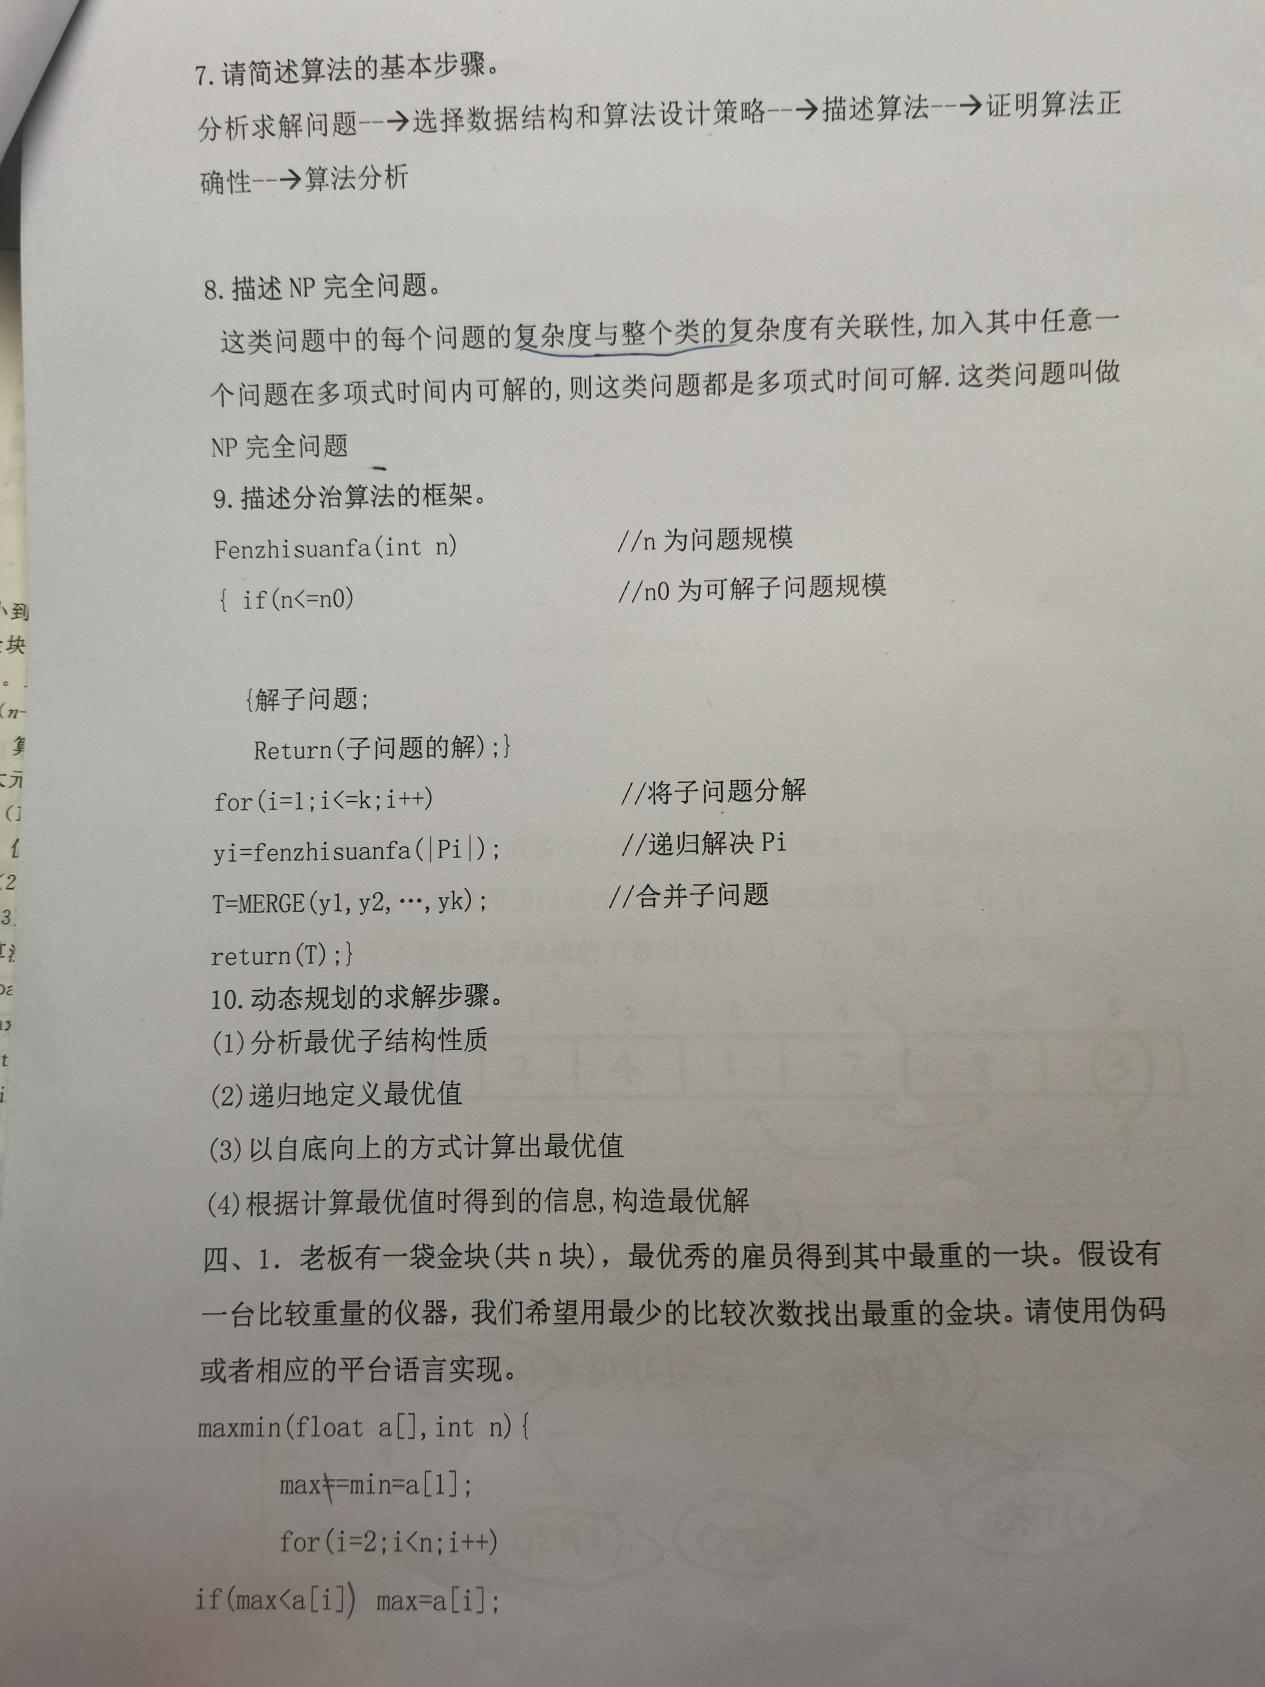 7.请简述算法的基本步骤。
分析求解问题--→选择数据结构和算法设计策略--→描述算法--→证明算法正
确性--→算法分析
8.描述 NP 完全问题。
这类问题中的每个问题的复杂度与整个类的复杂度有关联性,加入其中任意一
个问题在多项式时间内可解的,则这类问题都是多项式时间可解.这类问题叫做
NP 完全问题
9.描述分治算法的框架。
Fenzhisuanfa(int n) //n 为问题规模
{ if(n<=n0) //n0 为可解子问题规模
{解子问题;
Return(子问题的解);}
for(i=1;i<=k;i++) //将子问题分解
yi=fenzhisuanfa(|Pi|); //递归解决 Pi
T=MERGE(y1,y2,…,yk); //合并子问题
return(T);}
10.动态规划的求解步骤。
(1)分析最优子结构性质
(2)递归地定义最优值
(3)以自底向上的方式计算出最优值
(4)根据计算最优值时得到的信息,构造最优解
四、1. 老板有一袋金块(共 n 块)，最优秀的雇员得到其中最重的一块。假设有
一台比较重量的仪器，我们希望用最少的比较次数找出最重的金块。请使用伪码
或者相应的平台语言实现。
maxmin(float a[],int n){
max==min=a[1];
for(i=2;i<n;i++)
if(max<a[i]) max=a[i];